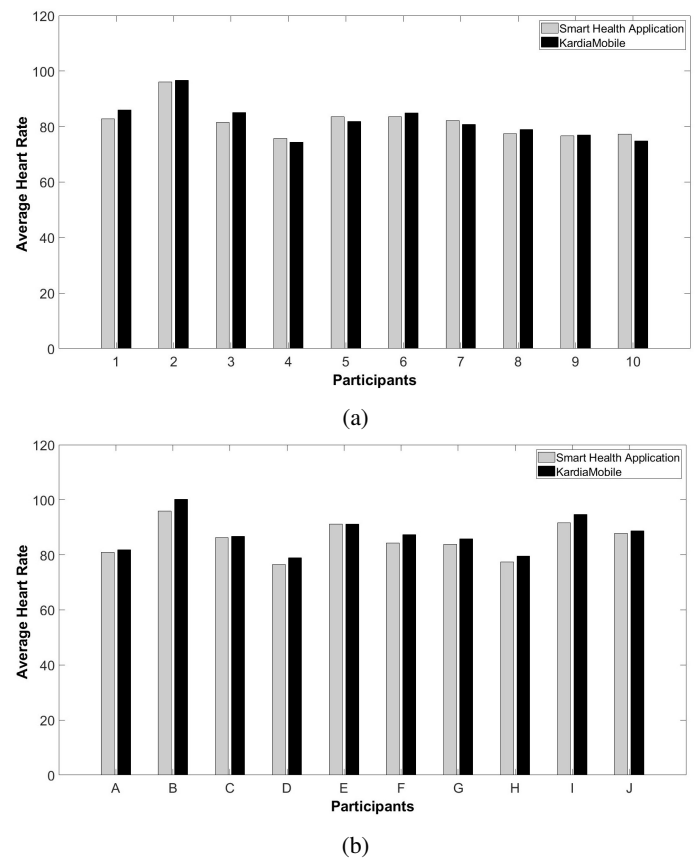 120
100
80
60
40
20
0
Average Heart Rate
Smart Health Application
KardiaMobile
1 2 3 4 5 6 7 8 9 10
Participants
(a)
120
100
80
60
40
20
0
Average Heart Rate
Smart Health Application
KardiaMobile
A B C D E F G H I J
Participants
(b)